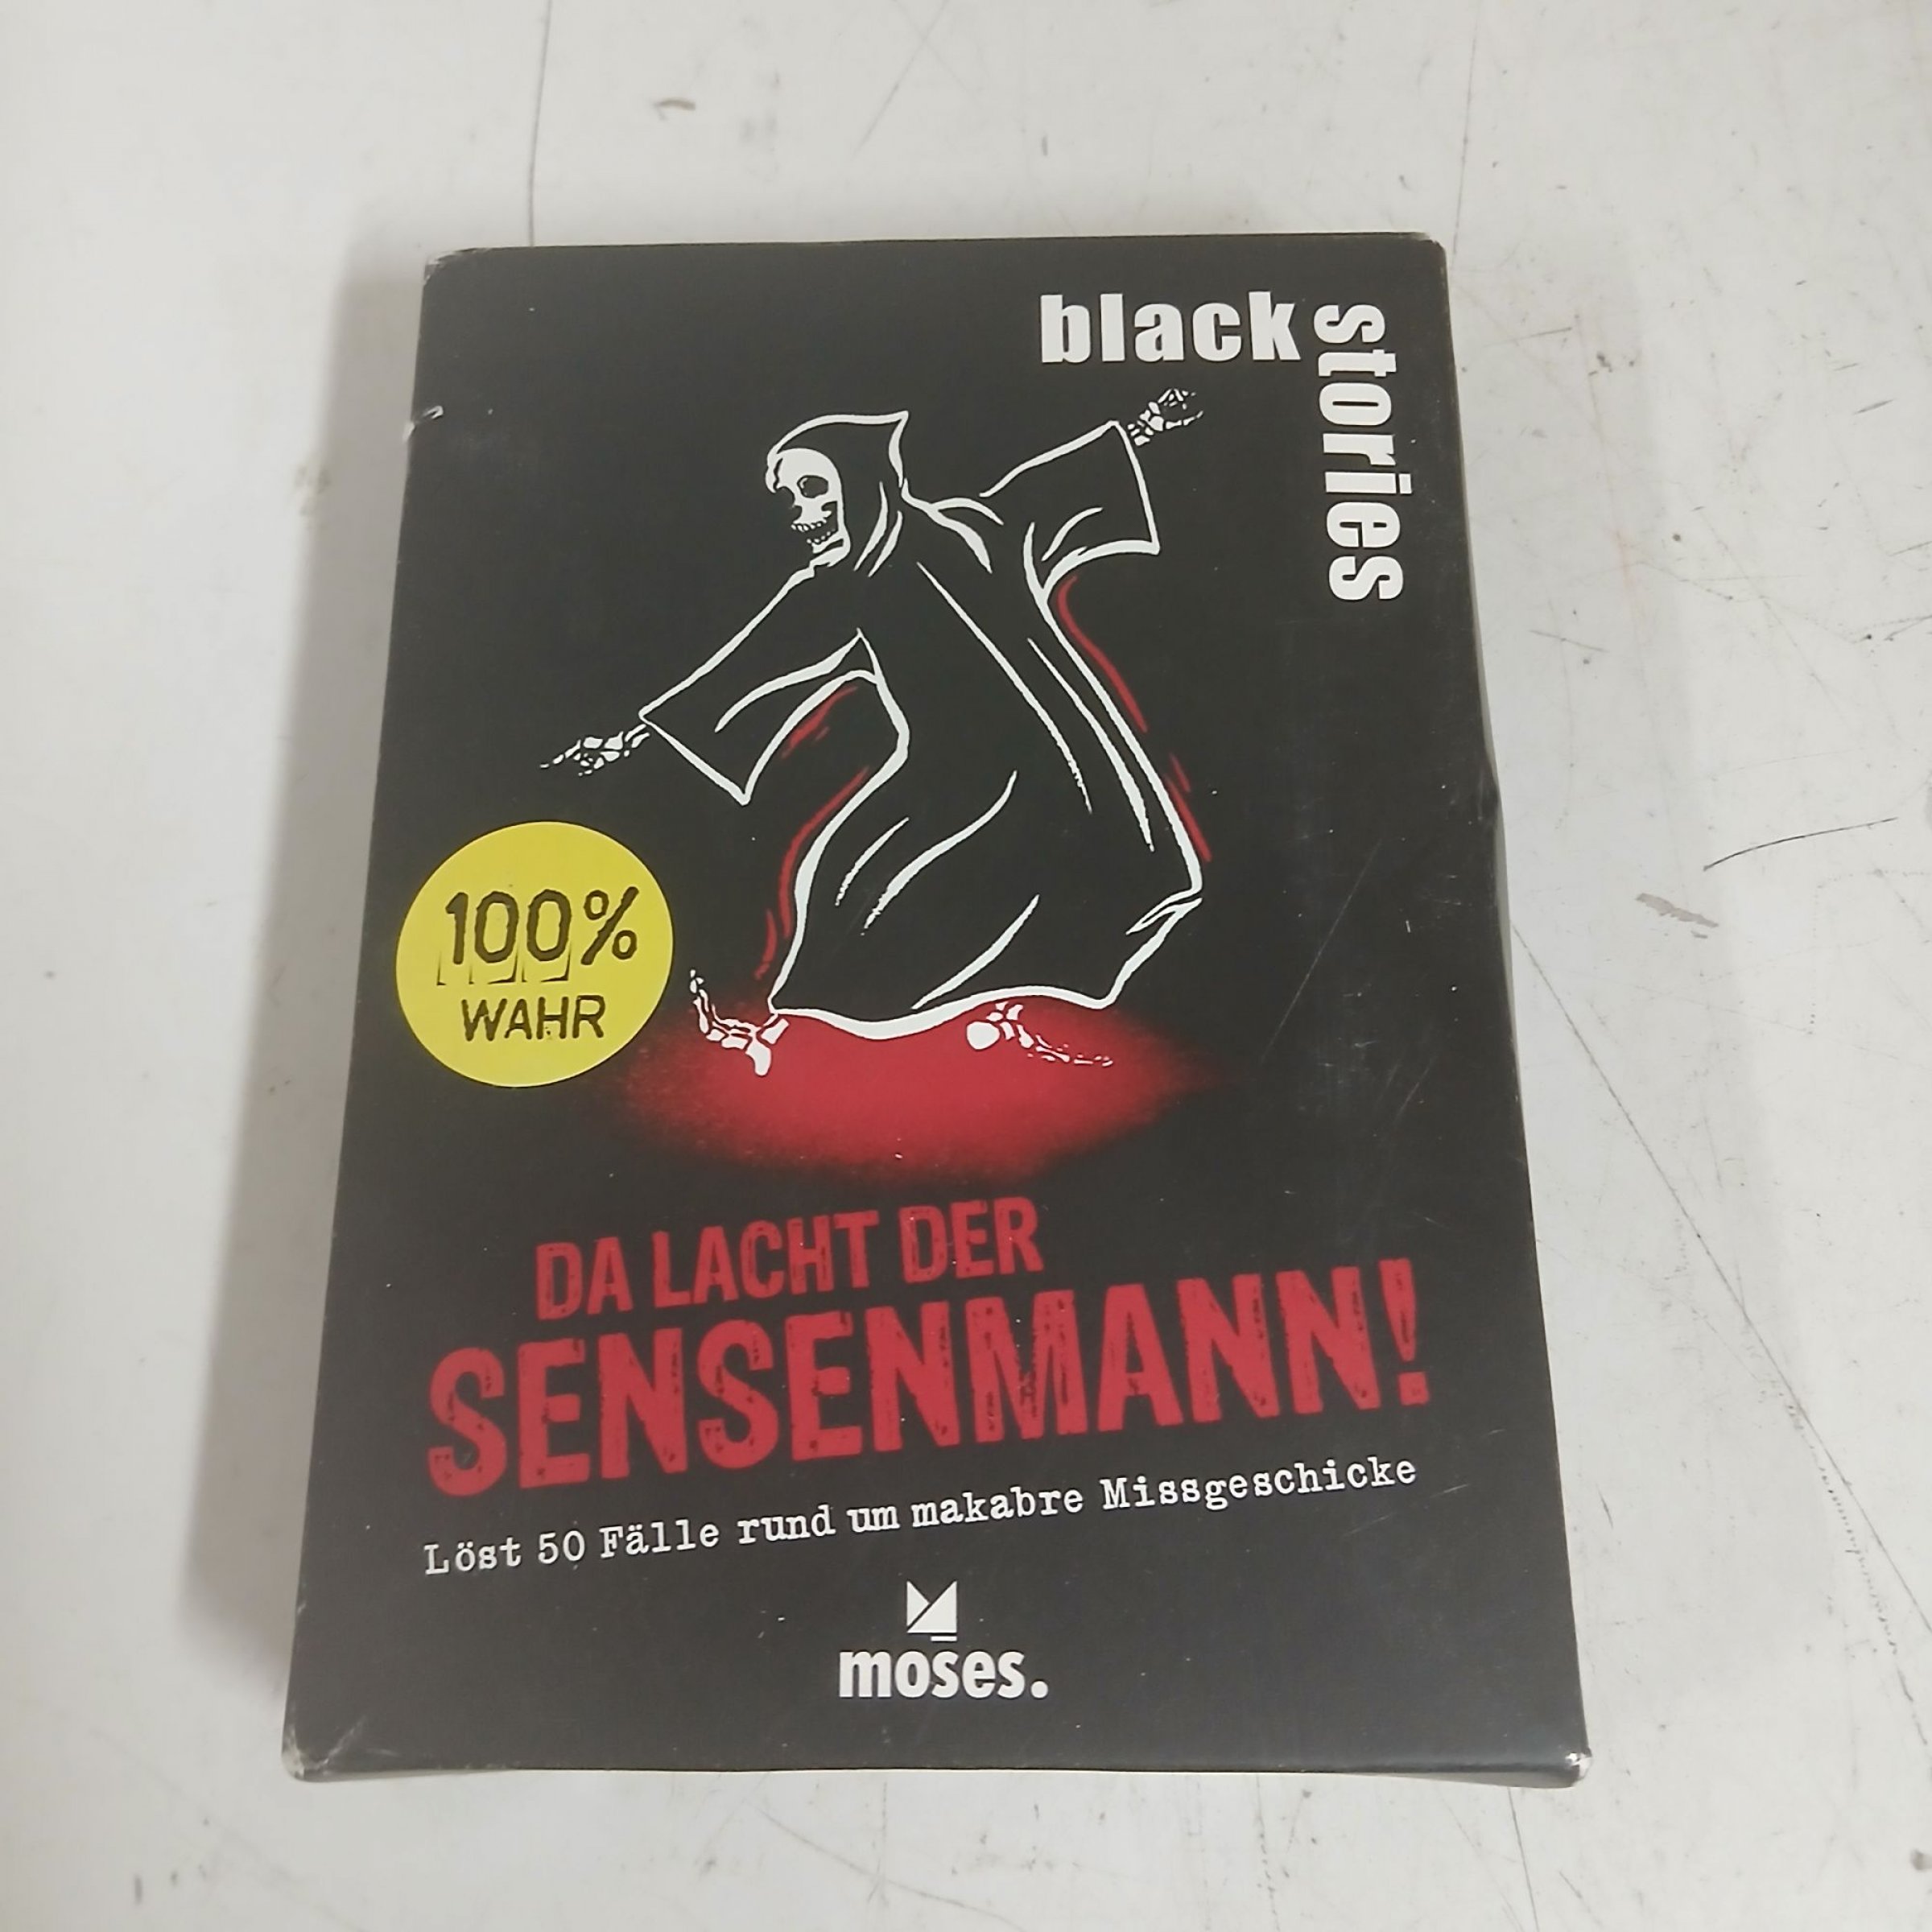 black
stories
100%
WAHR
DA LACHT DER
SENSENMANN!
Löst 50 Fälle rund um makabre Missgeschicke
moses.